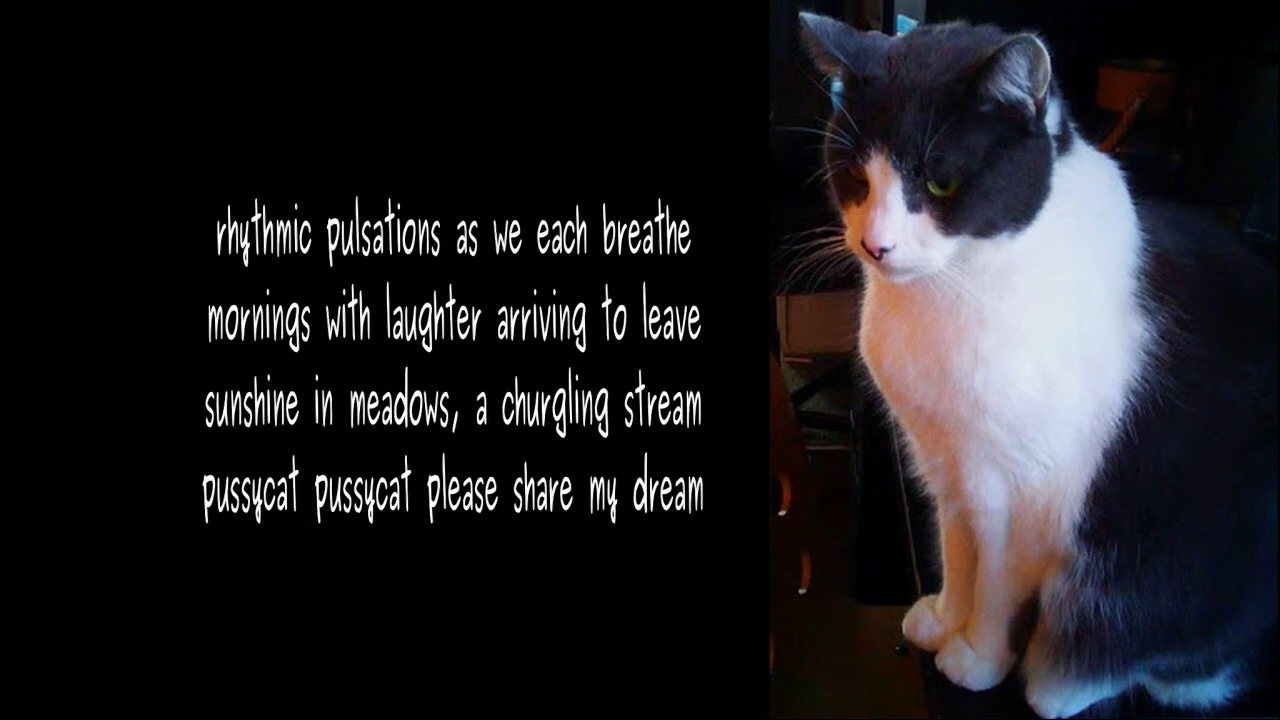 rhythmic pulsations as we each breathe
mornings with laughter arriving to leave
sunshine in meadows, a churgling stream
pussycat pussycat please share my dream